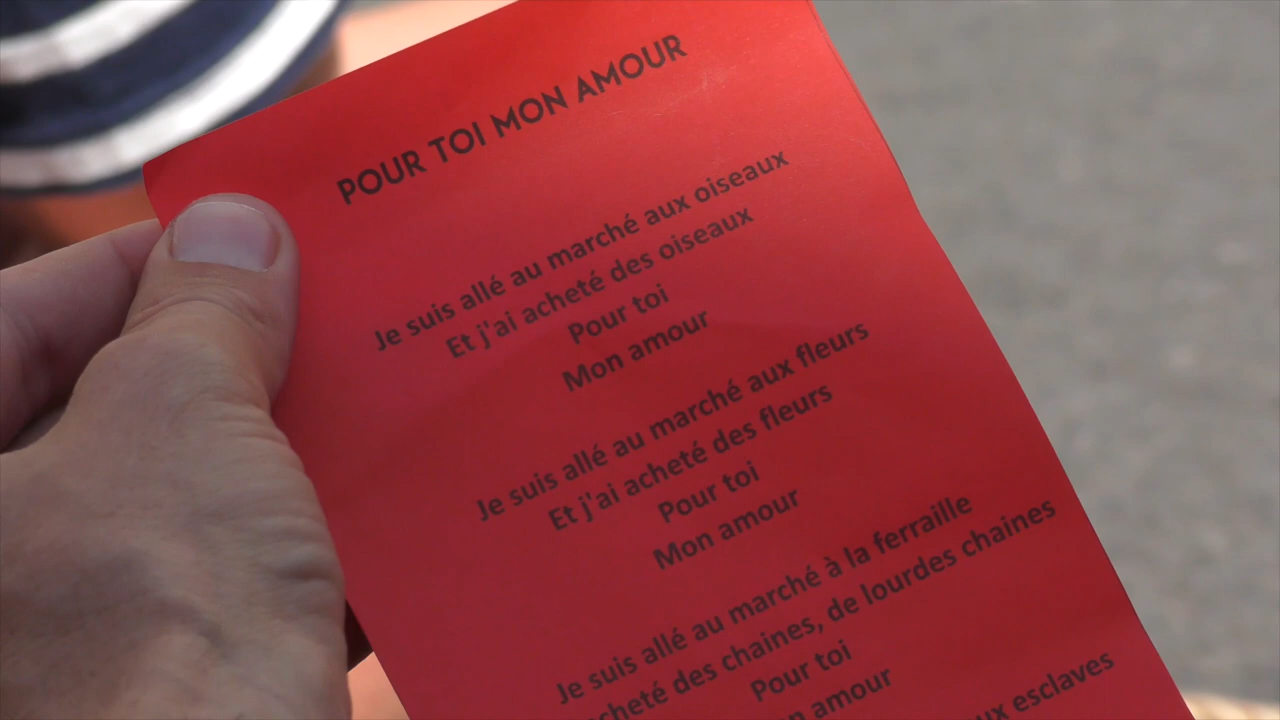 POUR TOI MON AMOUR
Je suis allé au marché aux oiseaux
Et j'ai acheté des oiseaux
Pour toi
Mon amour
Je suis allé au marché aux fleurs
Et j'ai acheté des fleurs
Pour toi
Mon amour
Je suis allé au marché à la ferraille
acheté des chaines, de lourdes chaines
Pour toi
amour
esclaves